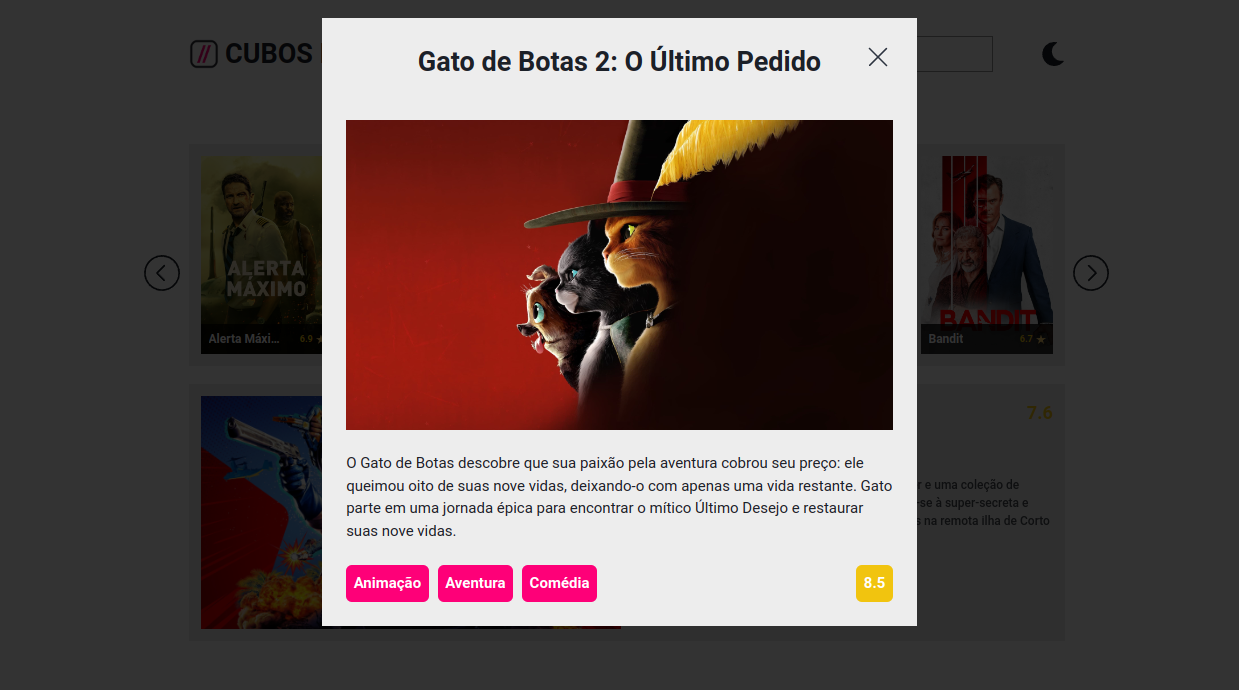 CUBOS
Gato de Botas 2: O Último Pedido
ALERTA
MÁXIMO
Alerta Máxi... 6.9 ★
BANDIT
Bandit 6.7 ★
7.6
O Gato de Botas descobre que sua paixão pela aventura cobrou seu preço: ele
queimou oito de suas nove vidas, deixando-o com apenas uma vida restante. Gato
parte em uma jornada épica para encontrar o mítico Último Desejo e restaurar
suas nove vidas.
r e uma coleção de
-se à super-secreta e
s na remota ilha de Corto
Animação Aventura Comédia 8.5